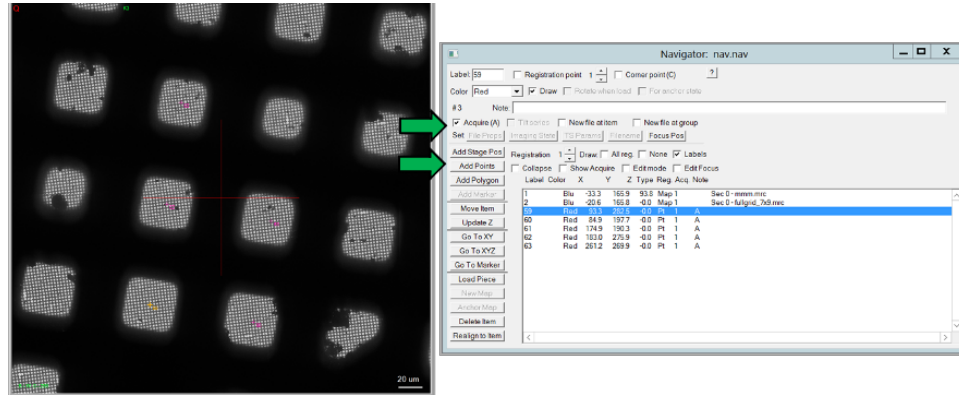 20 um
Navigator: nav.nav
Label: 59 Registration point 1 Corner point (C) ?
Color Red Draw Rotate when load For anchor state
#3 Note
Acquire (A) Tilt series New file at item New file at group
Set: File Props Imaging State TS Params Filename Focus Pos
Add Stage Pos
Add Points
Add Polygon
Add Marker
Move Item
Update Z
Go To XY
Go To XYZ
Go To Marker
Load Piece
New Map
Anchor Map
Delete Item
Realign to Item
Registration 1 Draw: All reg. None Labels
Collapse Show Acquire Edit mode Edit Focus
Label Color X Y Z Type Reg. Acq. Note
1 Blu -33.3 165.9 93.8 Map 1 Sec 0 - mmm.mrc
2 Blu -20.6 165.8 -0.0 Map 1 Sec 0 - fullgrid_7x9.mrc
59 Red 93.3 282.5 -0.0 Pt 1 A
60 Red 84.9 197.7 -0.0 Pt 1 A
61 Red 174.9 190.3 -0.0 Pt 1 A
62 Red 183.0 275.9 -0.0 Pt 1 A
63 Red 261.2 269.9 -0.0 Pt 1 A